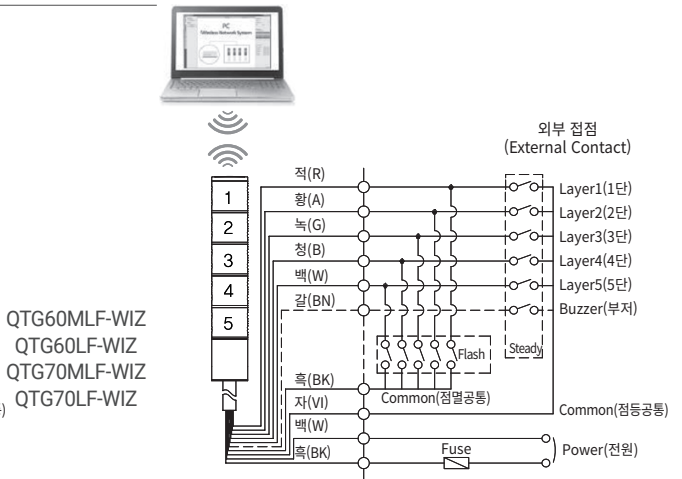 PC
Wireless Network System
외부 접점
(External Contact)
적(R)
황(A)
녹(G)
청(B)
백(W)
갈(BN)
Layer1(1단)
Layer2(2단)
Layer3(3단)
Layer4(4단)
Layer5(5단)
Buzzer(부저)
1
2
3
4
5
QTG60MLF-WIZ
QTG60LF-WIZ
QTG70MLF-WIZ
QTG70LF-WIZ
Flash
Steady
흑(BK)
Common(점멸공통)
자(VI)
Common(점등공통)
백(W)
흑(BK)
Fuse
Power(전원)